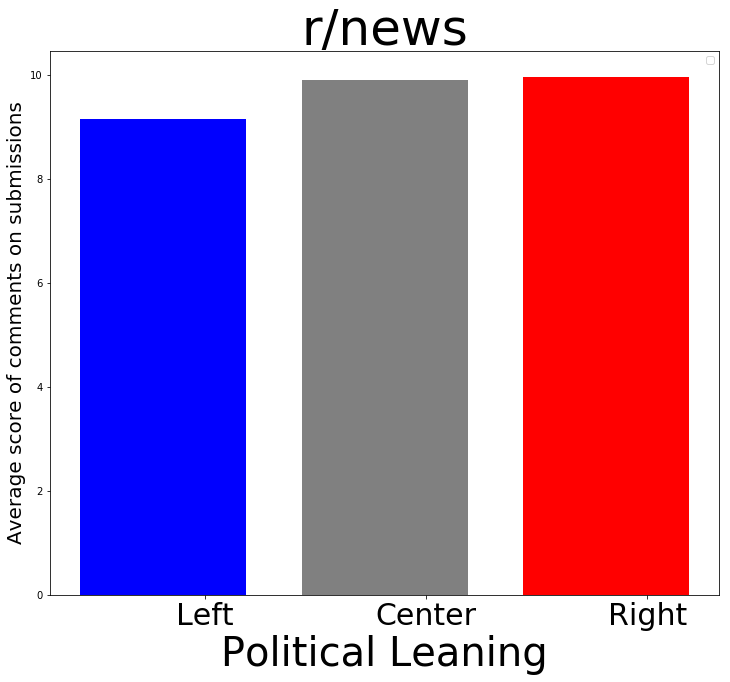 r/news
Average score of comments on submissions
10
8
6
4
2
0
Left Center Right
Political Leaning